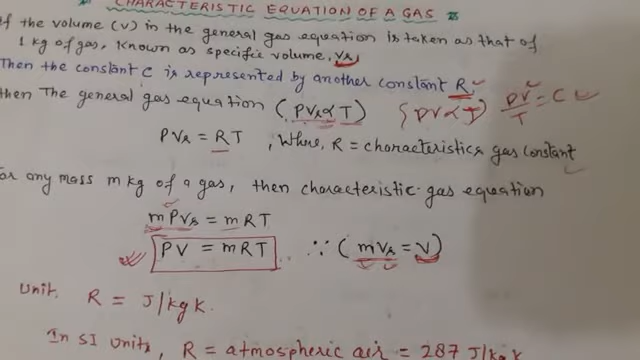 CHARACTERISTIC EQUATION OF A GAS
If the volume (v) in the general gas equation is taken as that of
1 kg of gas, known as specific volume, Vs
Then the constant C is represented by another constant R.
then The general gas equation (PVs∝T) {PV∝T} PV/T = C
PVs = RT , Where, R = characteristics gas constant
For any mass m kg of a gas, then characteristic gas equation
mPVs = mRT
PV = mRT ∵ (mVs = V)
Unit. R = J/kg K.
In SI Units, R = atmospheric air = 287 J/kg K